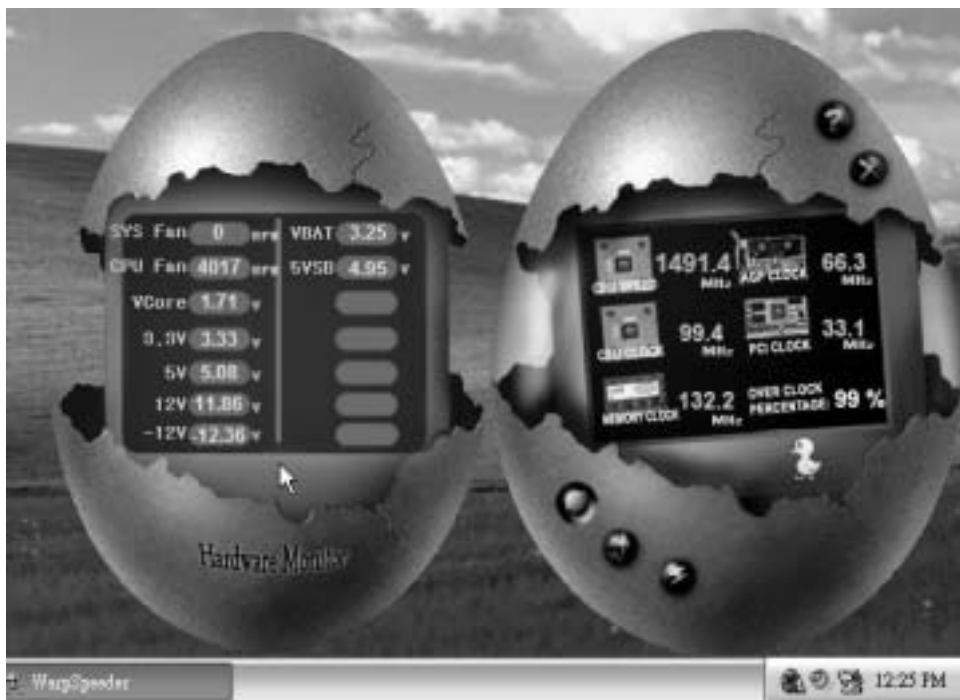 SYS Fan 0 RPM VBAT 3.25 V
CPU Fan 4017 RPM 5VSB 4.95 V
VCore 1.71 V
3.3V 3.33 V
5V 5.08 V
12V 11.86 V
-12V -12.36 V
Hardware Monitor
?
CPU SPEED 1491.4 MHz
AGP CLOCK 66.3 MHz
CPU CLOCK 99.4 MHz
PCI CLOCK 33.1 MHz
MEMORY CLOCK 132.2 MHz
OVER CLOCK PERCENTAGE: 99 %
WarpSpeeder
12:25 PM